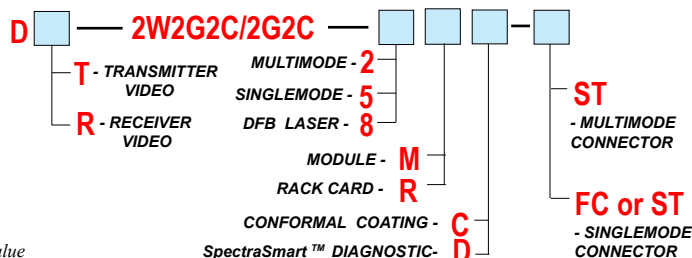 D — 2W2G2C/2G2C — —
T - TRANSMITTER VIDEO
R - RECEIVER VIDEO
MULTIMODE - 2
SINGLEMODE - 5
DFB LASER - 8
MODULE - M
RACK CARD - R
CONFORMAL COATING - C
SpectraSmart ™ DIAGNOSTIC- D
ST
- MULTIMODE
CONNECTOR
FC or ST
- SINGLEMODE
CONNECTOR
alue